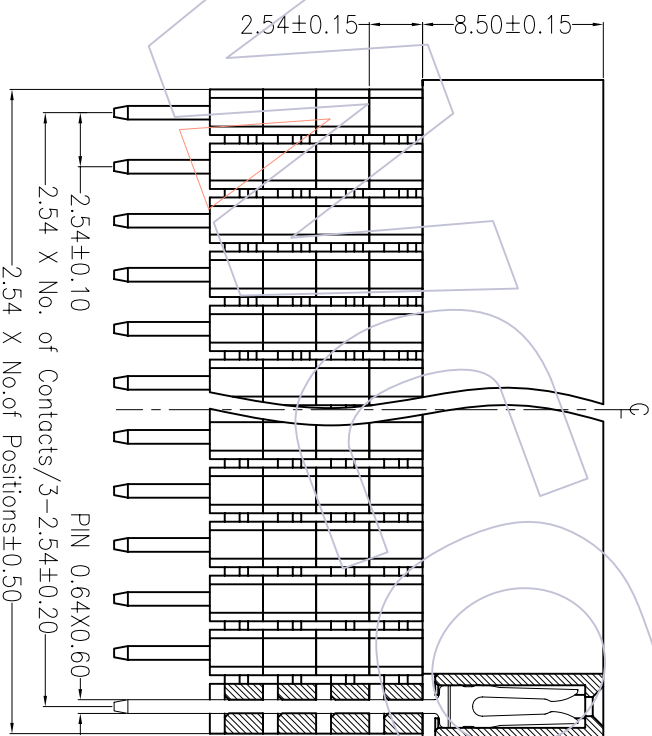 2.54±0.15
8.50±0.15
2.54±0.10
2.54 X No. of Contacts/3-2.54±0.20
2.54 X No.of Positions±0.50
PIN 0.64X0.60